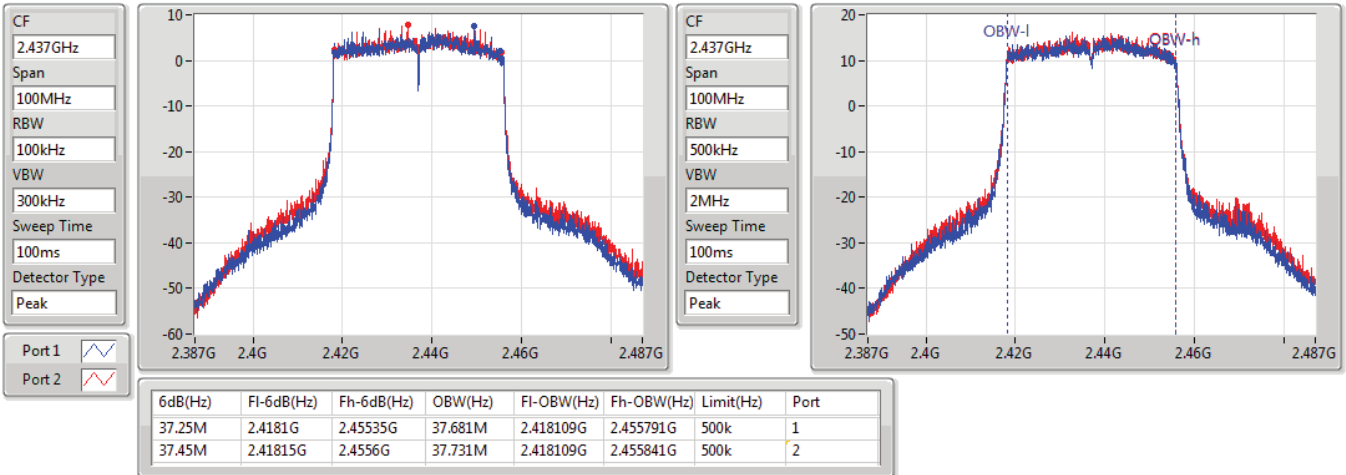 CF
2.437GHz
Span
100MHz
RBW
100kHz
VBW
300kHz
Sweep Time
100ms
Detector Type
Peak
10
0
-10
-20
-30
-40
-50
-60
2.387G 2.4G 2.42G 2.44G 2.46G 2.487G
CF
2.437GHz
Span
100MHz
RBW
500kHz
VBW
2MHz
Sweep Time
100ms
Detector Type
Peak
20
10
0
-10
-20
-30
-40
-50
OBW-l
OBW-h
2.387G 2.4G 2.42G 2.44G 2.46G 2.487G
Port 1
Port 2
6dB(Hz) Fl-6dB(Hz) Fh-6dB(Hz) OBW(Hz) Fl-OBW(Hz) Fh-OBW(Hz) Limit(Hz) Port
37.25M 2.4181G 2.45535G 37.681M 2.418109G 2.455791G 500k 1
37.45M 2.41815G 2.4556G 37.731M 2.418109G 2.455841G 500k 2